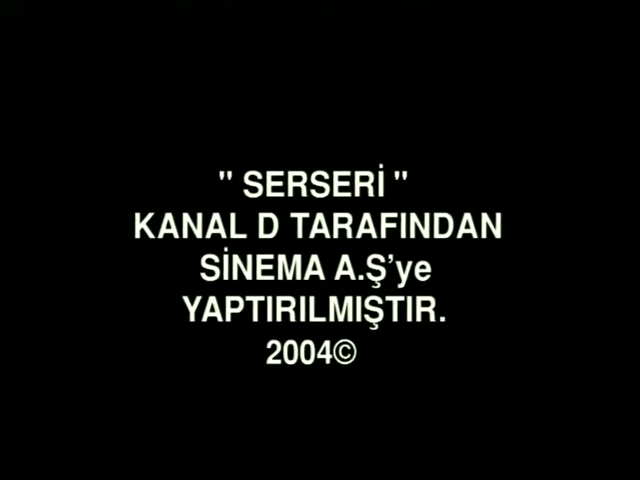 " SERSERİ "
KANAL D TARAFINDAN
SİNEMA A.Ş’ye
YAPTIRILMIŞTIR.
2004©